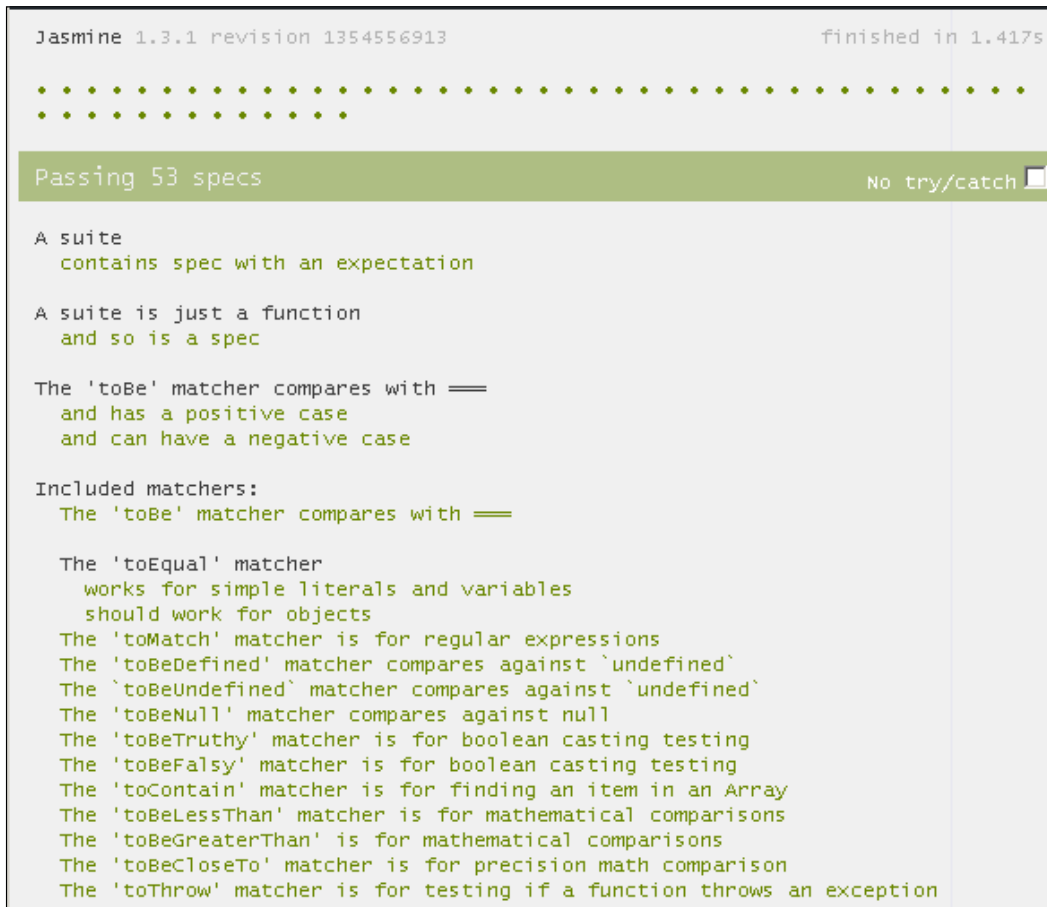 Jasmine 1.3.1 revision 1354556913 finished in 1.417s
Passing 53 specs No try/catch
A suite
contains spec with an expectation
A suite is just a function
and so is a spec
The 'toBe' matcher compares with ===
and has a positive case
and can have a negative case
Included matchers:
The 'toBe' matcher compares with ===
The 'toEqual' matcher
works for simple literals and variables
should work for objects
The 'toMatch' matcher is for regular expressions
The 'toBeDefined' matcher compares against `undefined`
The `toBeUndefined` matcher compares against `undefined`
The 'toBeNull' matcher compares against null
The 'toBeTruthy' matcher is for boolean casting testing
The 'toBeFalsy' matcher is for boolean casting testing
The 'toContain' matcher is for finding an item in an Array
The 'toBeLessThan' matcher is for mathematical comparisons
The 'toBeGreaterThan' is for mathematical comparisons
The 'toBeCloseTo' matcher is for precision math comparison
The 'toThrow' matcher is for testing if a function throws an exception